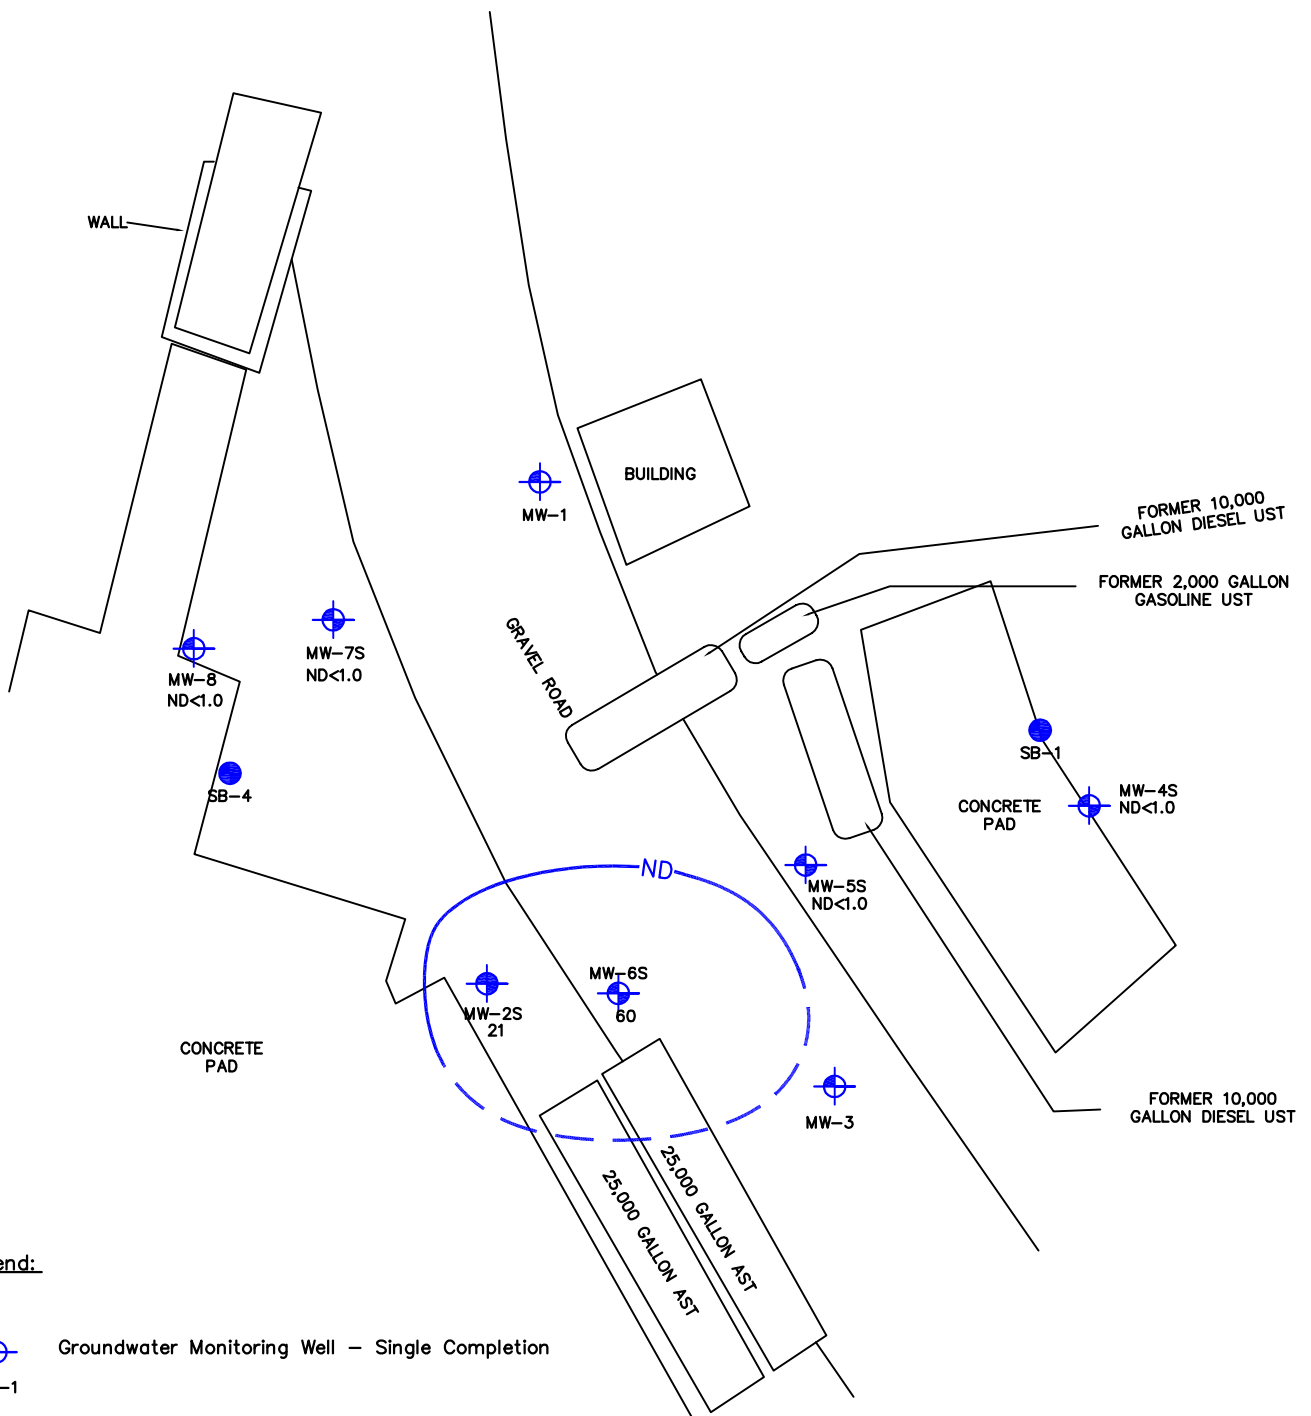 WALL
BUILDING
MW-1
FORMER 10,000
GALLON DIESEL UST
FORMER 2,000 GALLON
GASOLINE UST
GRAVEL ROAD
MW-7S
ND<1.0
MW-8
ND<1.0
SB-4
SB-1
MW-4S
ND<1.0
CONCRETE
PAD
ND
MW-5S
ND<1.0
MW-6S
60
MW-2S
21
CONCRETE
PAD
MW-3
FORMER 10,000
GALLON DIESEL UST
25,000 GALLON AST
25,000 GALLON AST
end:
Groundwater Monitoring Well – Single Completion
-1